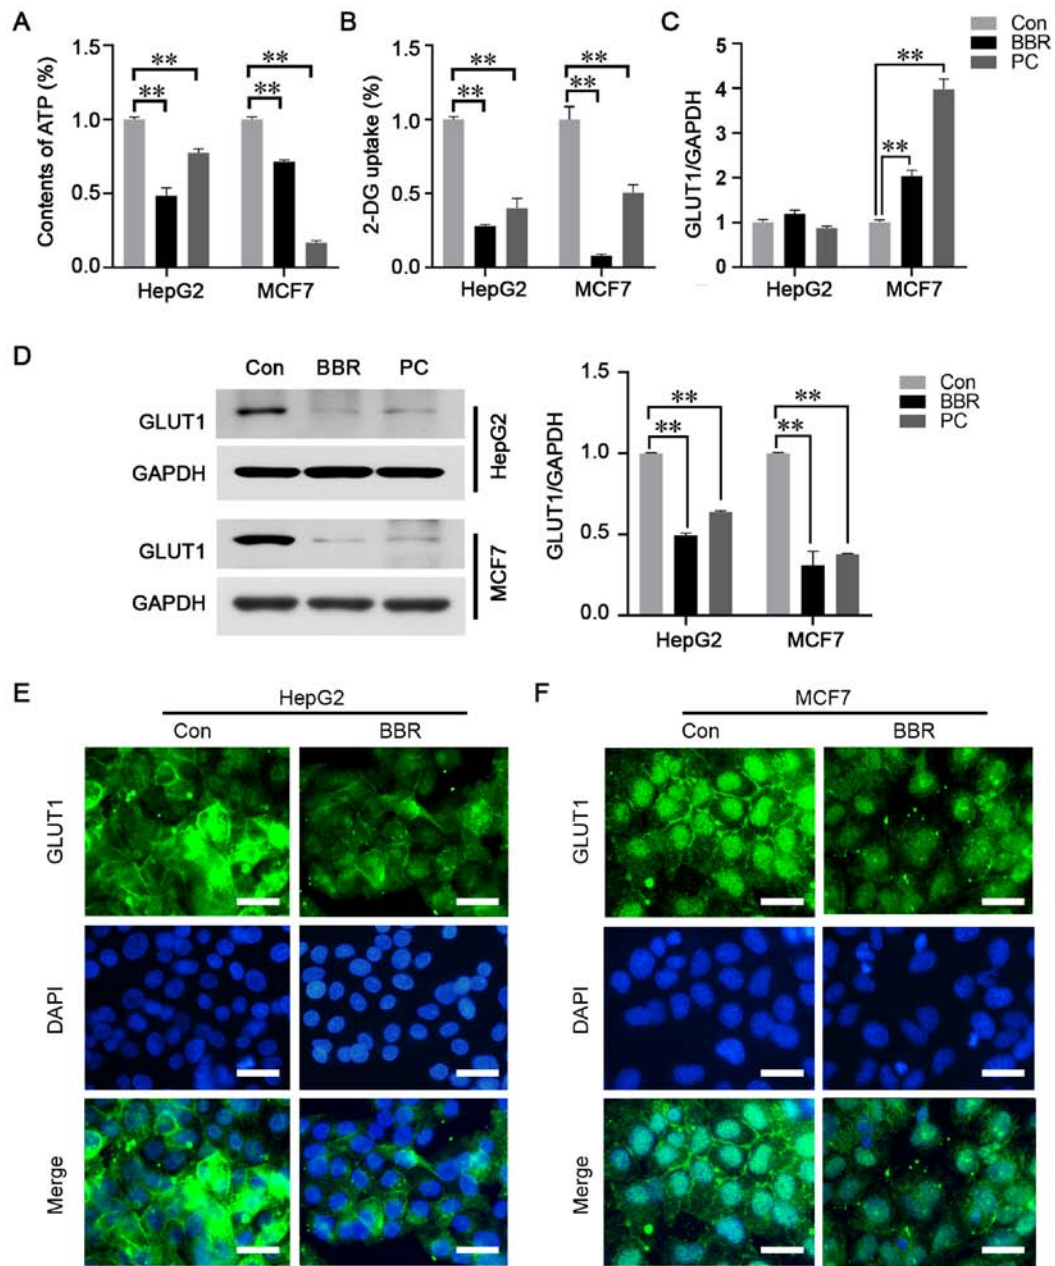 A
Contents of ATP (%)
1.5
1.0
0.5
0.0
**
**
**
**
HepG2
MCF7
B
2-DG uptake (%)
1.5
1.0
0.5
0.0
**
**
**
**
HepG2
MCF7
C
GLUT1/GAPDH
5
4
3
2
1
0
**
**
HepG2
MCF7
Con
BBR
PC
D
Con BBR PC
GLUT1
GAPDH
HepG2
GLUT1
GAPDH
MCF7
GLUT1/GAPDH
1.5
1.0
0.5
0.0
**
**
**
**
HepG2
MCF7
Con
BBR
PC
E
HepG2
Con BBR
GLUT1
DAPI
Merge
F
MCF7
Con BBR
GLUT1
DAPI
Merge